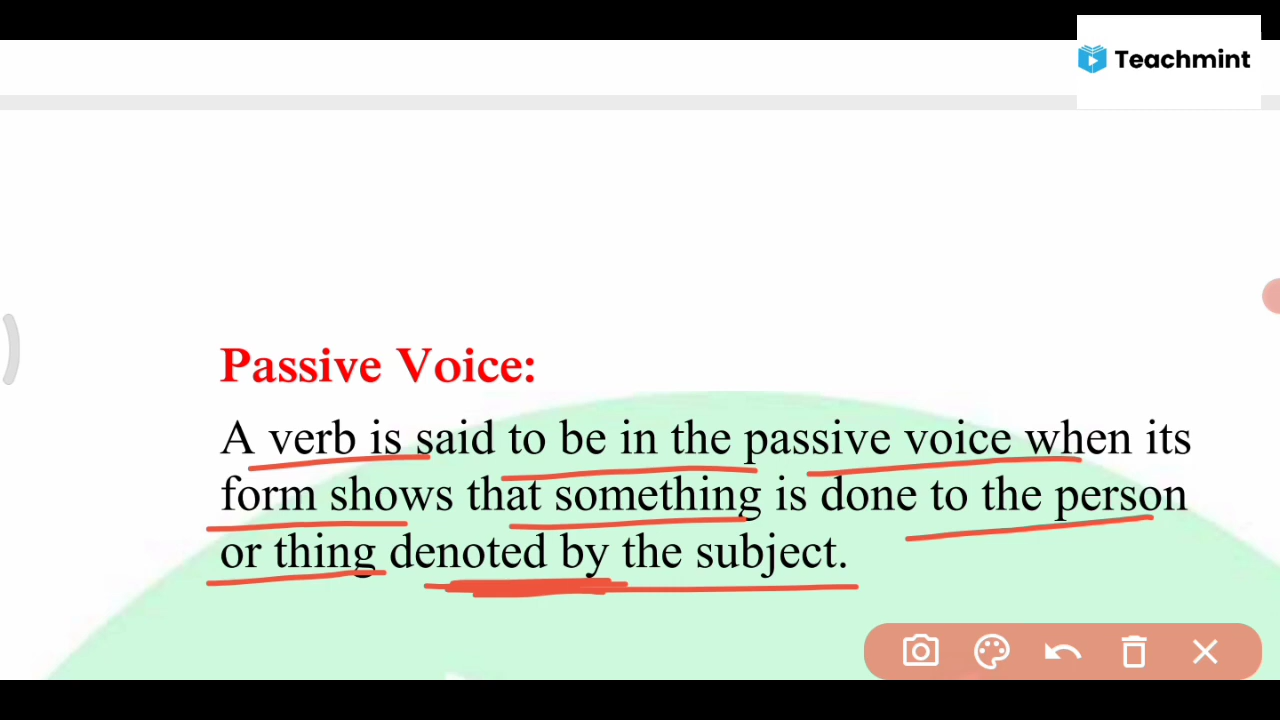 Teachmint
Passive Voice:
A verb is said to be in the passive voice when its
form shows that something is done to the person
or thing denoted by the subject.